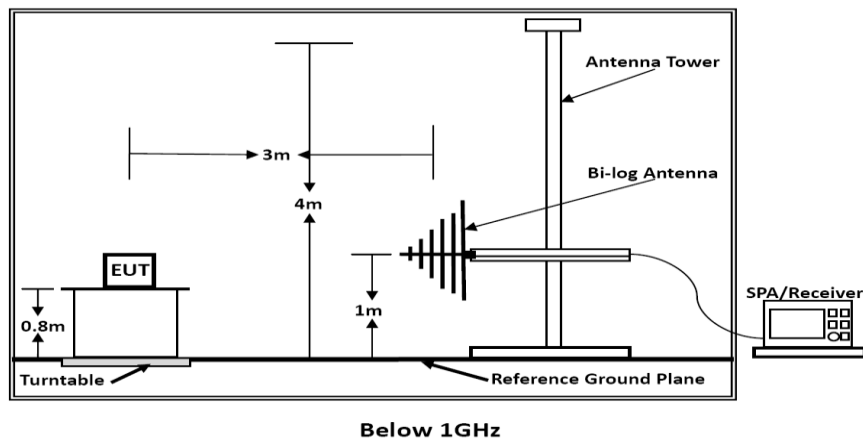 Antenna Tower
3m
Bi-log Antenna
4m
EUT
SPA/Receiver
1m
0.8m
Turntable
Reference Ground Plane
Below 1GHz